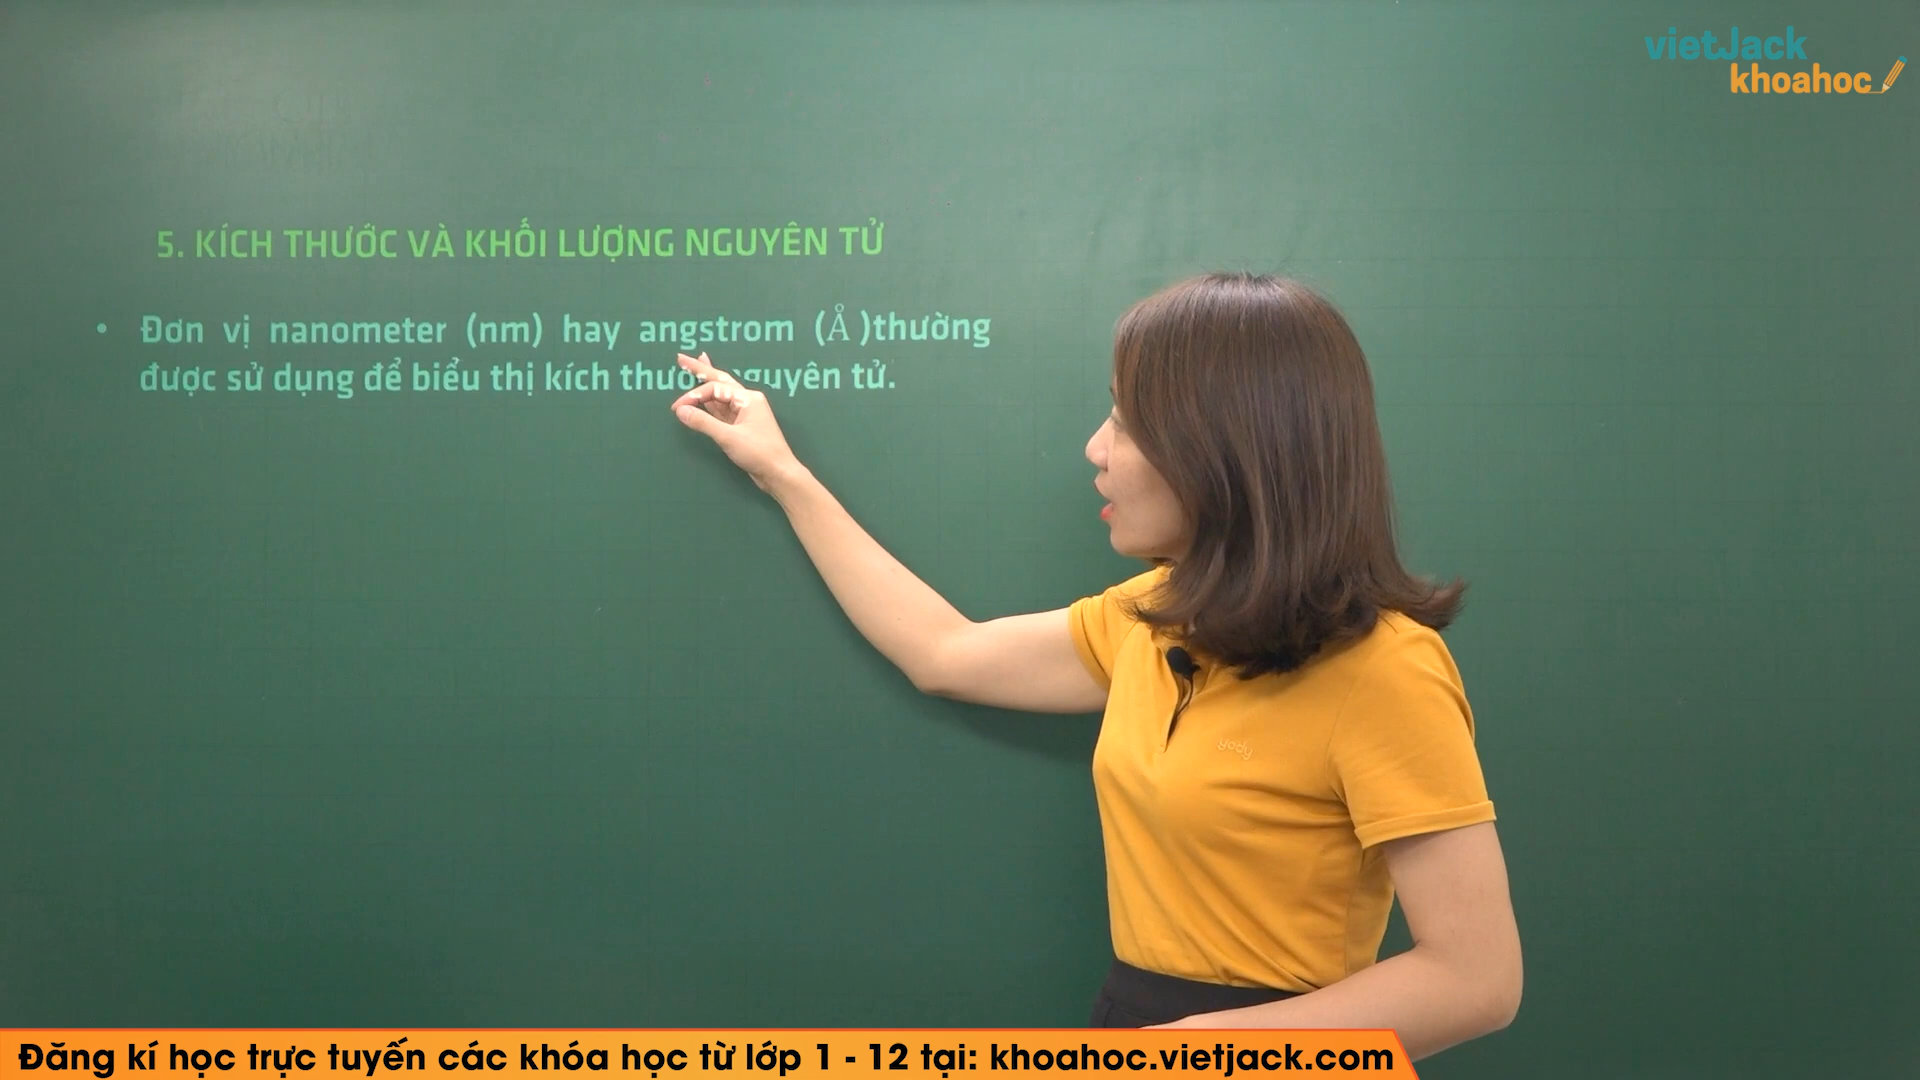 vietJack
khoahoc
5. KÍCH THƯỚC VÀ KHỐI LƯỢNG NGUYÊN TỬ
• Đơn vị nanometer (nm) hay angstrom (Å )thường
được sử dụng để biểu thị kích thước nguyên tử.
yody
Đăng kí học trực tuyến các khóa học từ lớp 1 - 12 tại: khoahoc.vietjack.com